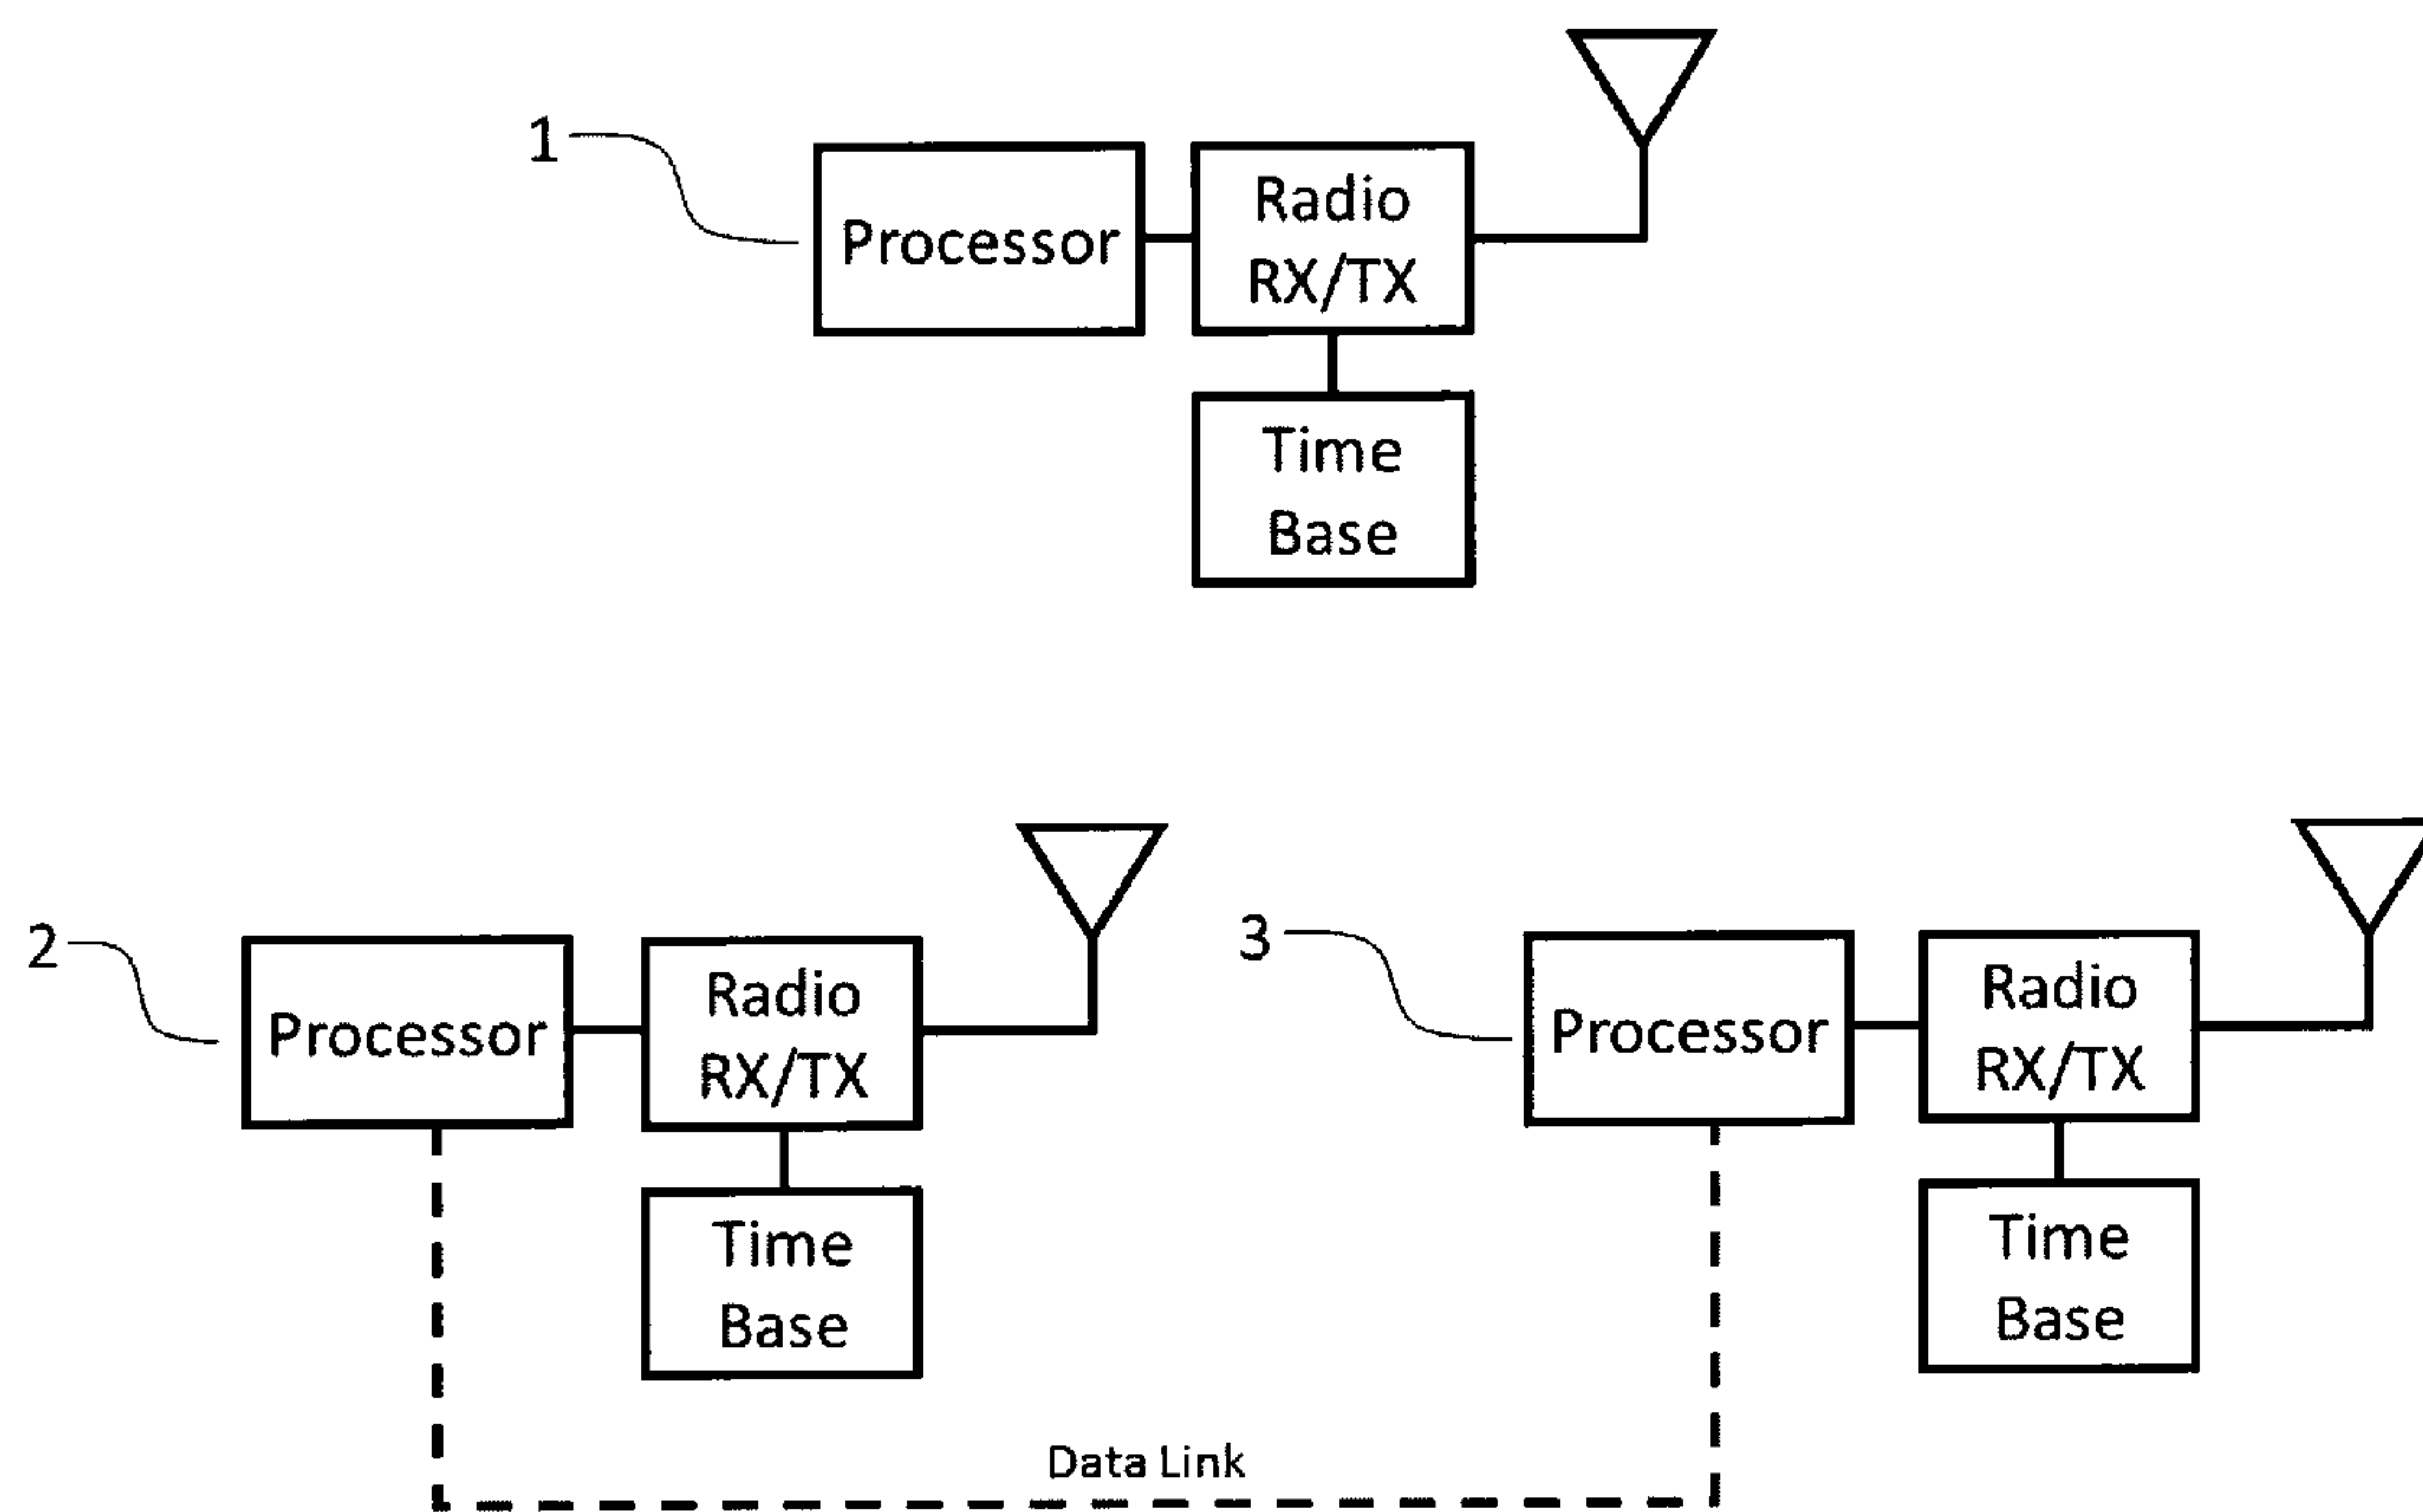 1
Processor
Radio
RX/TX
Time
Base
2
Processor
Radio
RX/TX
Time
Base
3
Processor
Radio
RX/TX
Time
Base
Data Link